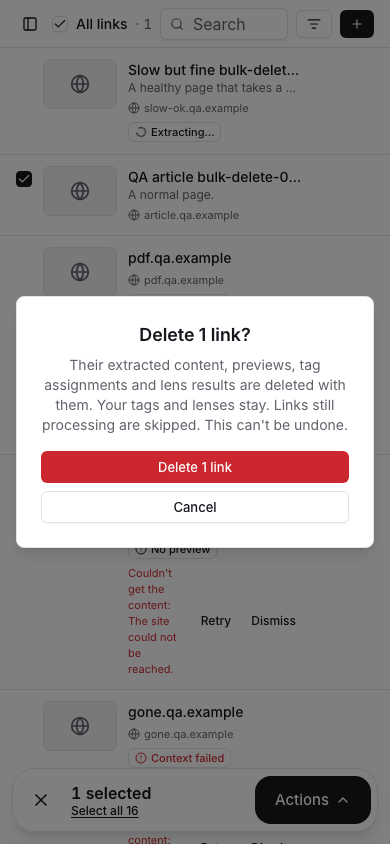 All links · 1
Search
Slow but fine bulk-delet...
A healthy page that takes a ...
slow-ok.qa.example
Extracting...
QA article bulk-delete-0...
A normal page.
article.qa.example
pdf.qa.example
pdf.qa.example
Delete 1 link?
Their extracted content, previews, tag
assignments and lens results are deleted with
them. Your tags and lenses stay. Links still
processing are skipped. This can't be undone.
Delete 1 link
Cancel
No preview
Couldn't
get the
content:
The site
could not
be
reached.
Retry
Dismiss
gone.qa.example
gone.qa.example
Context failed
1 selected
Select all 16
Actions
content: